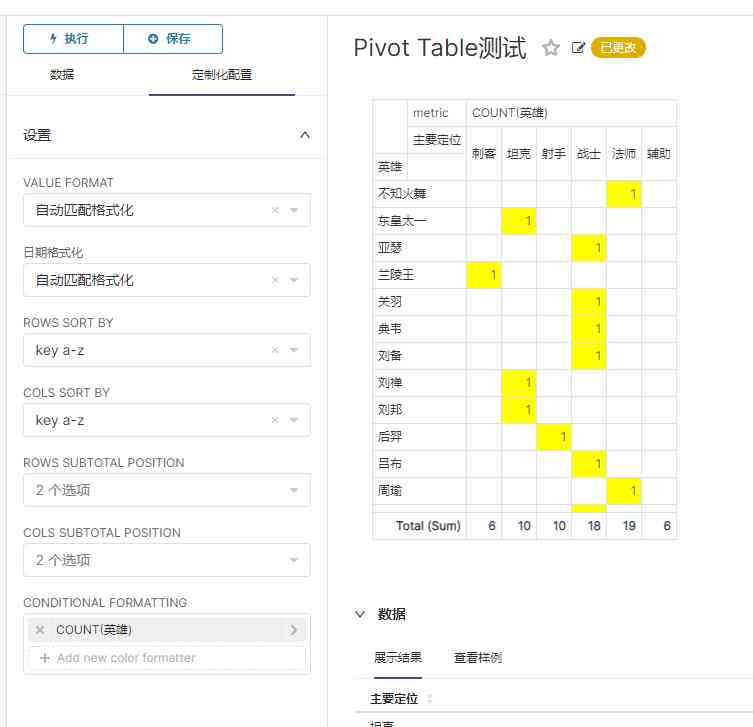 执行 保存
数据 定制化配置
设置
VALUE FORMAT
自动匹配格式化
日期格式化
自动匹配格式化
ROWS SORT BY
key a-z
COLS SORT BY
key a-z
ROWS SUBTOTAL POSITION
2 个选项
COLS SUBTOTAL POSITION
2 个选项
CONDITIONAL FORMATTING
COUNT(英雄)
Add new color formatter
Pivot Table测试 已更改
metric COUNT(英雄)
主要定位 刺客 坦克 射手 战士 法师 辅助
英雄
不知火舞 1
东皇太一 1
亚瑟 1
兰陵王 1
关羽 1
典韦 1
刘备 1
刘禅 1
刘邦 1
后羿 1
吕布 1
周瑜 1
Total (Sum) 6 10 10 18 19 6
数据
展示结果 查看样例
主要定位
坦克